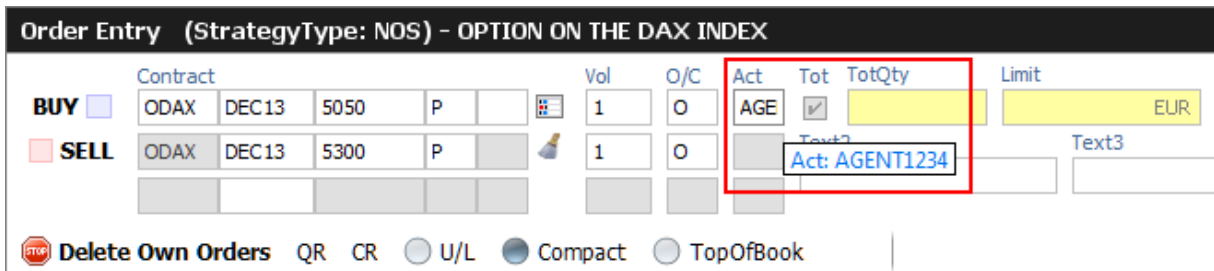 Order Entry (StrategyType: NOS) - OPTION ON THE DAX INDEX
Contract Vol O/C Act Tot TotQty Limit
BUY ODAX DEC13 5050 P 1 O AGE EUR
Text3
SELL ODAX DEC13 5300 P 1 O
Act: AGENT1234
STOP Delete Own Orders QR CR U/L Compact TopOfBook